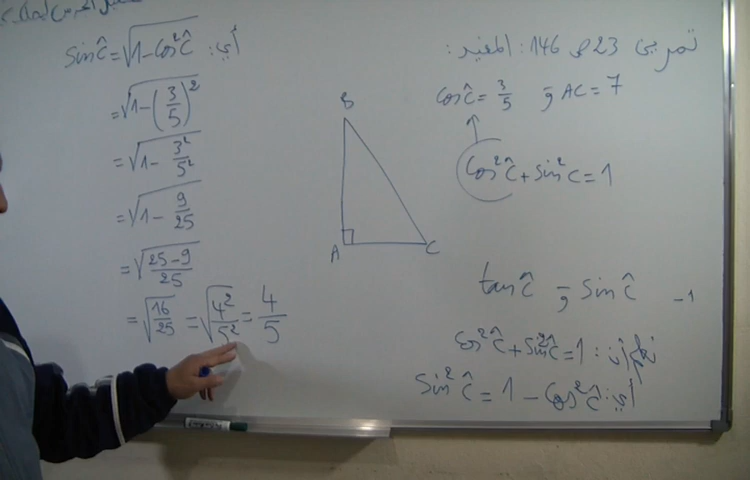 تمرين 23 ص 146: المفيد:
cosĈ = 3/5 و AC = 7
cos²Ĉ + sin²C = 1
B
A
C
1- sinĈ و tanĈ
نعلم أن: cos²Ĉ + sin²Ĉ = 1
أي: sin²Ĉ = 1 - cos²Ĉ
أي: sinĈ = √(1 - cos²Ĉ)
= √(1 - (3/5)²)
= √(1 - 3²/5²)
= √(1 - 9/25)
= √((25 - 9)/25)
= √(16/25) = √(4²/5²) = 4/5